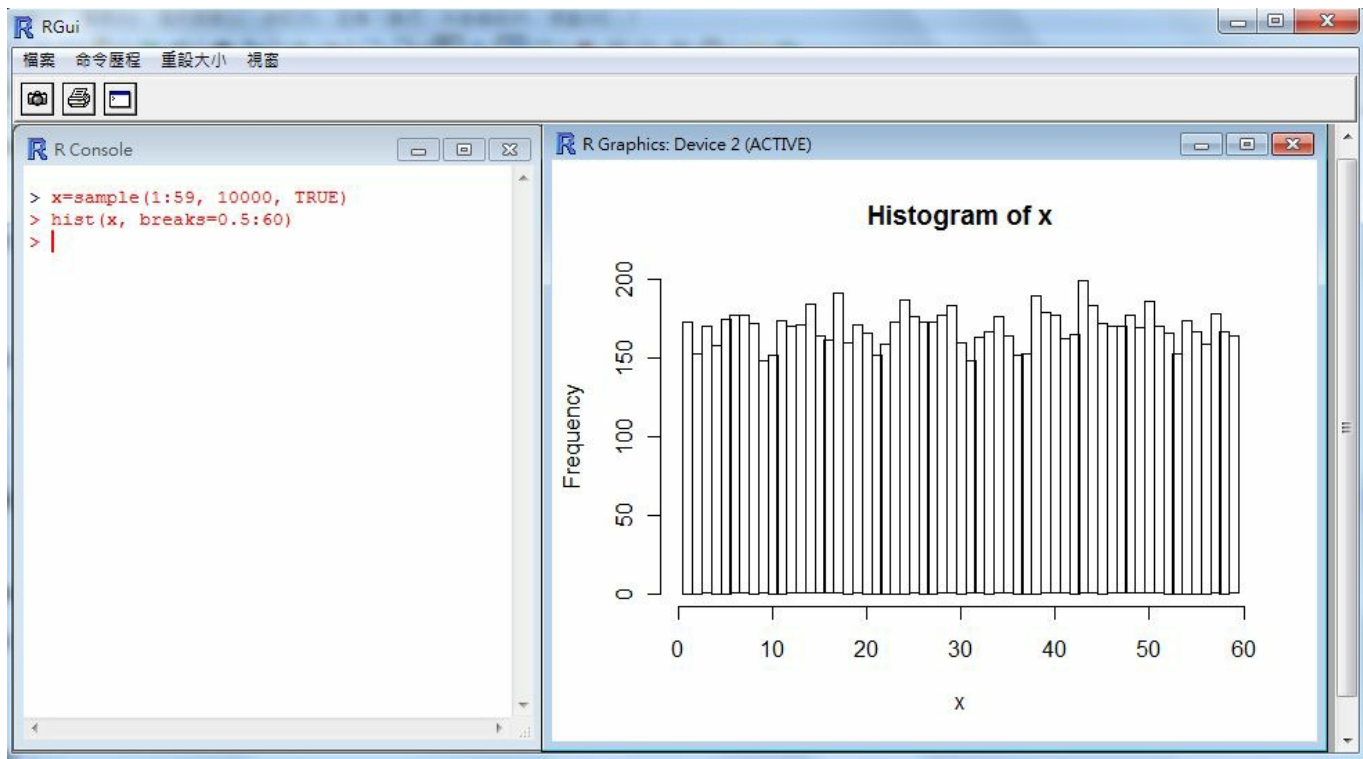 RGui
檔案 命令歷程 重設大小 視窗
R Console
> x=sample(1:59, 10000, TRUE)
> hist(x, breaks=0.5:60)
>
R Graphics: Device 2 (ACTIVE)
Histogram of x
Frequency
200
150
100
50
0
0 10 20 30 40 50 60
x